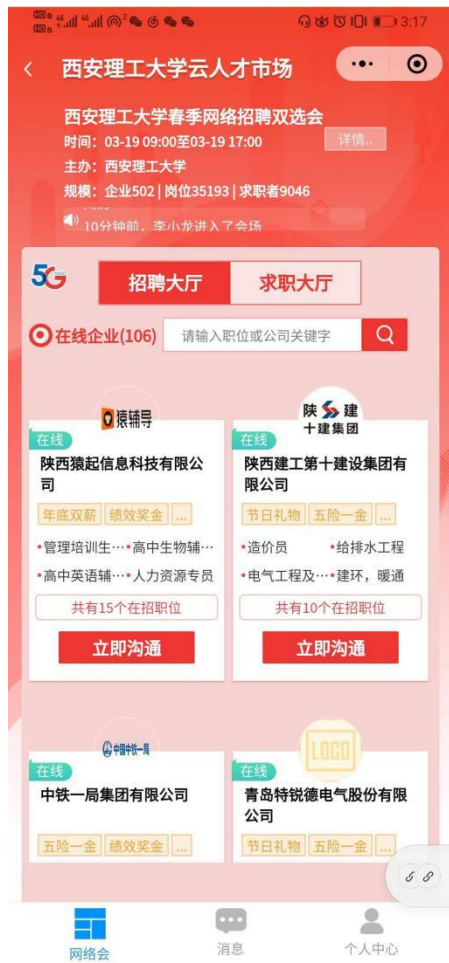 3:17
西安理工大学云人才市场
西安理工大学春季网络招聘双选会
时间：03-19 09:00至03-19 17:00
详情..
主办：西安理工大学
规模：企业502 | 岗位35193 | 求职者9046
10分钟前，李小龙进入了会场
5G
招聘大厅
求职大厅
在线企业(106)
请输入职位或公司关键字
猿辅导
陕建
十建集团
在线
在线
陕西猿起信息科技有限公司
陕西建工第十建设集团有限公司
年底双薪 绩效奖金 ...
节日礼物 五险一金 ...
•管理培训生… •高中生物辅…
•造价员 •给排水工程
•高中英语辅… •人力资源专员
•电气工程及… •建环，暖通
共有15个在招职位
共有10个在招职位
立即沟通
立即沟通
中国中铁一局
LOGO
在线
在线
中铁一局集团有限公司
青岛特锐德电气股份有限公司
五险一金 绩效奖金 ...
节日礼物 五险一金 ...
网络会
消息
个人中心